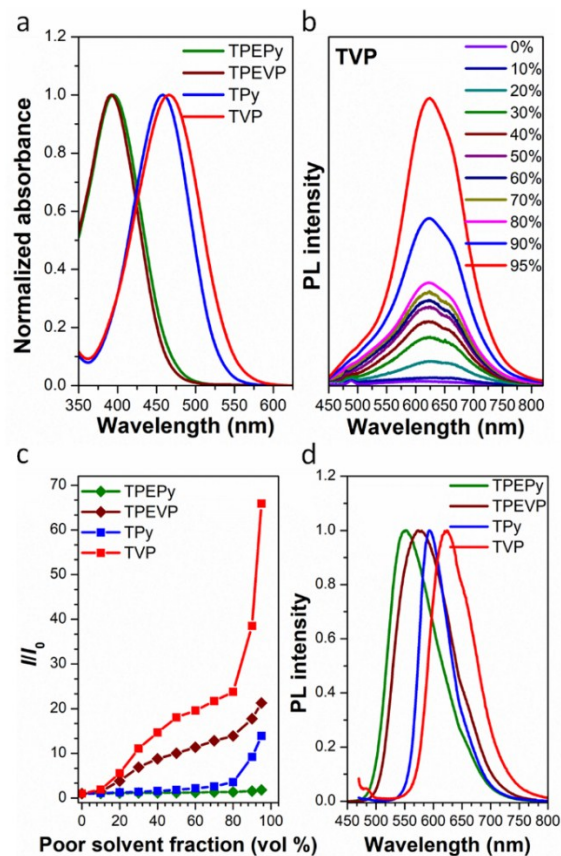 a
TPEPy
TPEVP
TPy
TVP
Normalized absorbance
1.2
1.0
0.8
0.6
0.4
0.2
0.0
350 400 450 500 550 600
Wavelength (nm)
b
TVP
0%
10%
20%
30%
40%
50%
60%
70%
80%
90%
95%
PL intensity
450 500 550 600 650 700 750 800
Wavelength (nm)
c
TPEPy
TPEVP
TPy
TVP
I/I0
70
60
50
40
30
20
10
0
0 20 40 60 80 100
Poor solvent fraction (vol %)
d
TPEPy
TPEVP
TPy
TVP
PL intensity
1.2
1.0
0.8
0.6
0.4
0.2
0.0
450 500 550 600 650 700 750 800
Wavelength (nm)